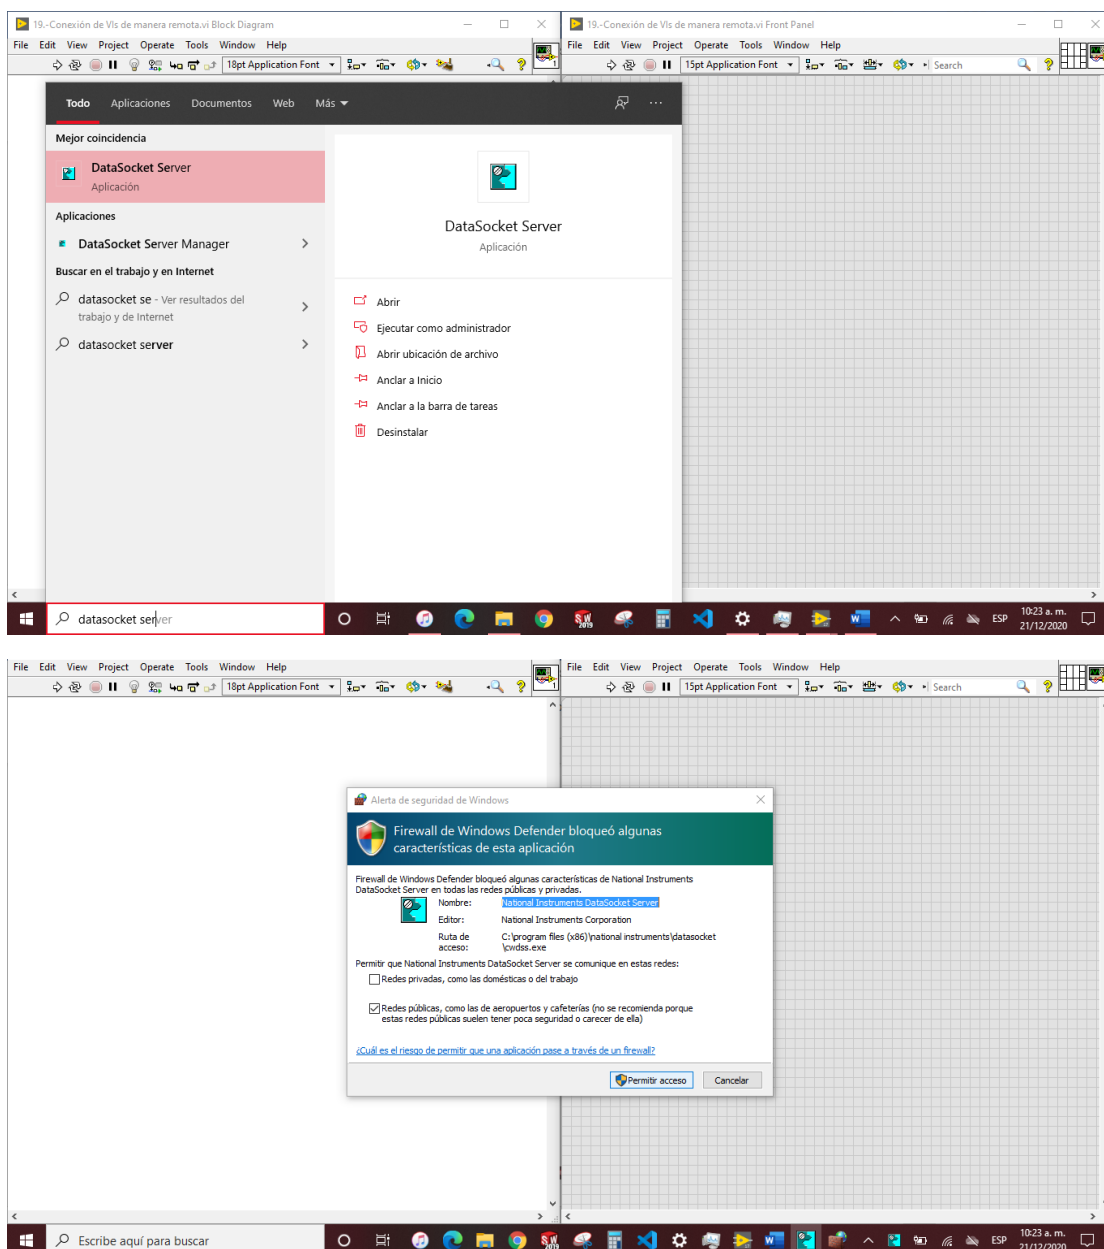 19.-Conexión de VIs de manera remota.vi Block Diagram
File Edit View Project Operate Tools Window Help
18pt Application Font
19.-Conexión de VIs de manera remota.vi Front Panel
File Edit View Project Operate Tools Window Help
15pt Application Font
Search
Todo Aplicaciones Documentos Web Más
Mejor coincidencia
DataSocket Server
Aplicación
Aplicaciones
DataSocket Server Manager
Buscar en el trabajo y en Internet
datasocket se - Ver resultados del
trabajo y de Internet
datasocket server
DataSocket Server
Aplicación
Abrir
Ejecutar como administrador
Abrir ubicación de archivo
Anclar a Inicio
Anclar a la barra de tareas
Desinstalar
datasocket server
SW
2019
ESP
10:23 a. m.
21/12/2020
File Edit View Project Operate Tools Window Help
18pt Application Font
File Edit View Project Operate Tools Window Help
15pt Application Font
Search
Alerta de seguridad de Windows
Firewall de Windows Defender bloqueó algunas
características de esta aplicación
Firewall de Windows Defender bloqueó algunas características de National Instruments
DataSocket Server en todas las redes públicas y privadas.
Nombre: National Instruments DataSocket Server
Editor: National Instruments Corporation
Ruta de acceso: C:\program files (x86)\national instruments\datasocket
\cwdss.exe
Permitir que National Instruments DataSocket Server se comunique en estas redes:
Redes privadas, como las domésticas o del trabajo
Redes públicas, como las de aeropuertos y cafeterías (no se recomienda porque
estas redes públicas suelen tener poca seguridad o carecer de ella)
¿Cuál es el riesgo de permitir que una aplicación pase a través de un firewall?
Permitir acceso
Cancelar
Escribe aquí para buscar
SW
2019
ESP
10:23 a. m.
21/12/2020